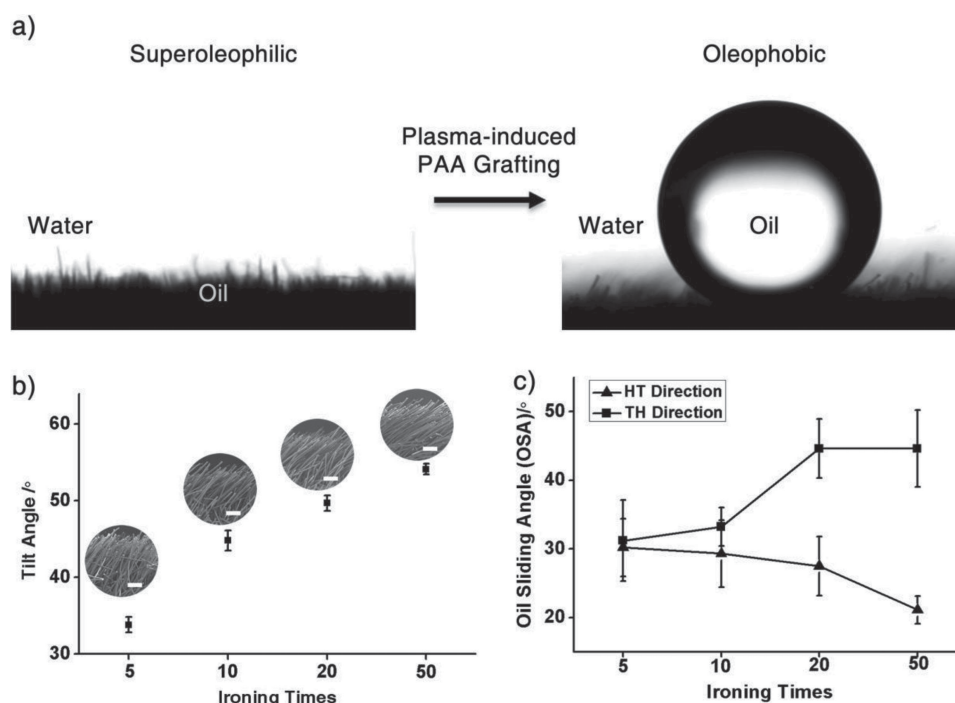 a)
Superoleophilic
Oleophobic
Plasma-induced
PAA Grafting
Water
Oil
Water
Oil
b)
60
50
40
30
Tilt Angle /°
5
10
20
50
Ironing Times
c)
HT Direction
TH Direction
50
40
30
20
Oil Sliding Angle (OSA)/°
5
10
20
50
Ironing Times